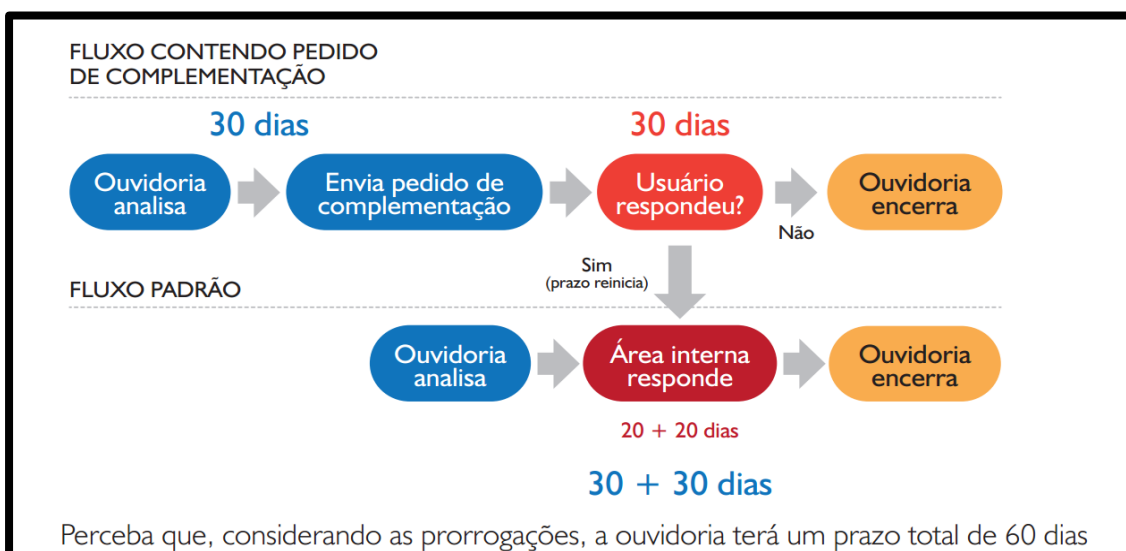 FLUXO CONTENDO PEDIDO
DE COMPLEMENTAÇÃO
30 dias
30 dias
Ouvidoria
analisa
Envia pedido de
complementação
Usuário
respondeu?
Não
Ouvidoria
encerra
Sim
(prazo reinicia)
FLUXO PADRÃO
Ouvidoria
analisa
Área interna
responde
Ouvidoria
encerra
20 + 20 dias
30 + 30 dias
Perceba que, considerando as prorrogações, a ouvidoria terá um prazo total de 60 dias